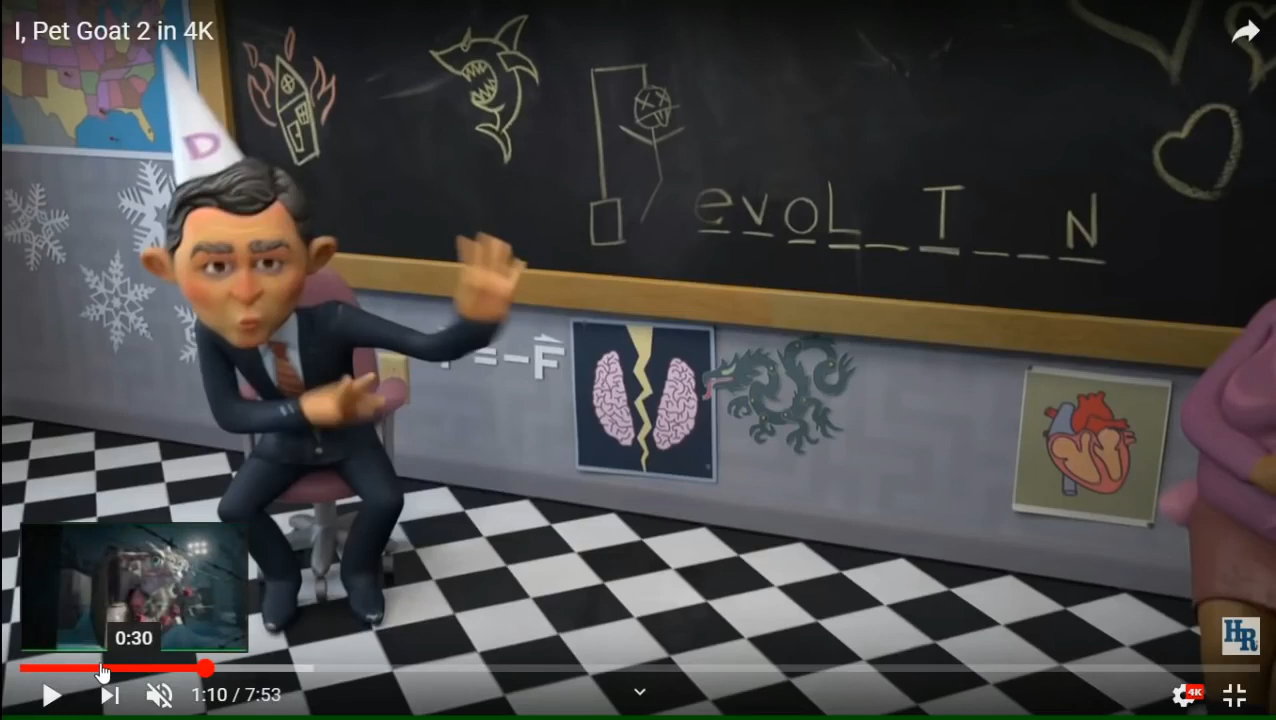 I, Pet Goat 2 in 4K
D
evoL_T__N
= -F
0:30
1:10 / 7:53
HR
4K